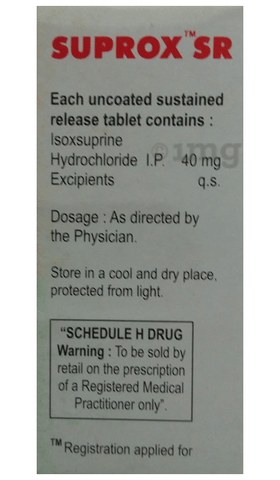 SUPROX™ SR
Each uncoated sustained
release tablet contains :
Isoxsuprine
Hydrochloride I.P. 40 mg
Excipients q.s.
Dosage : As directed by
the Physician.
Store in a cool and dry place,
protected from light.
“SCHEDULE H DRUG
Warning : To be sold by
retail on the prescription
of a Registered Medical
Practitioner only”.
™ Registration applied for
1mg